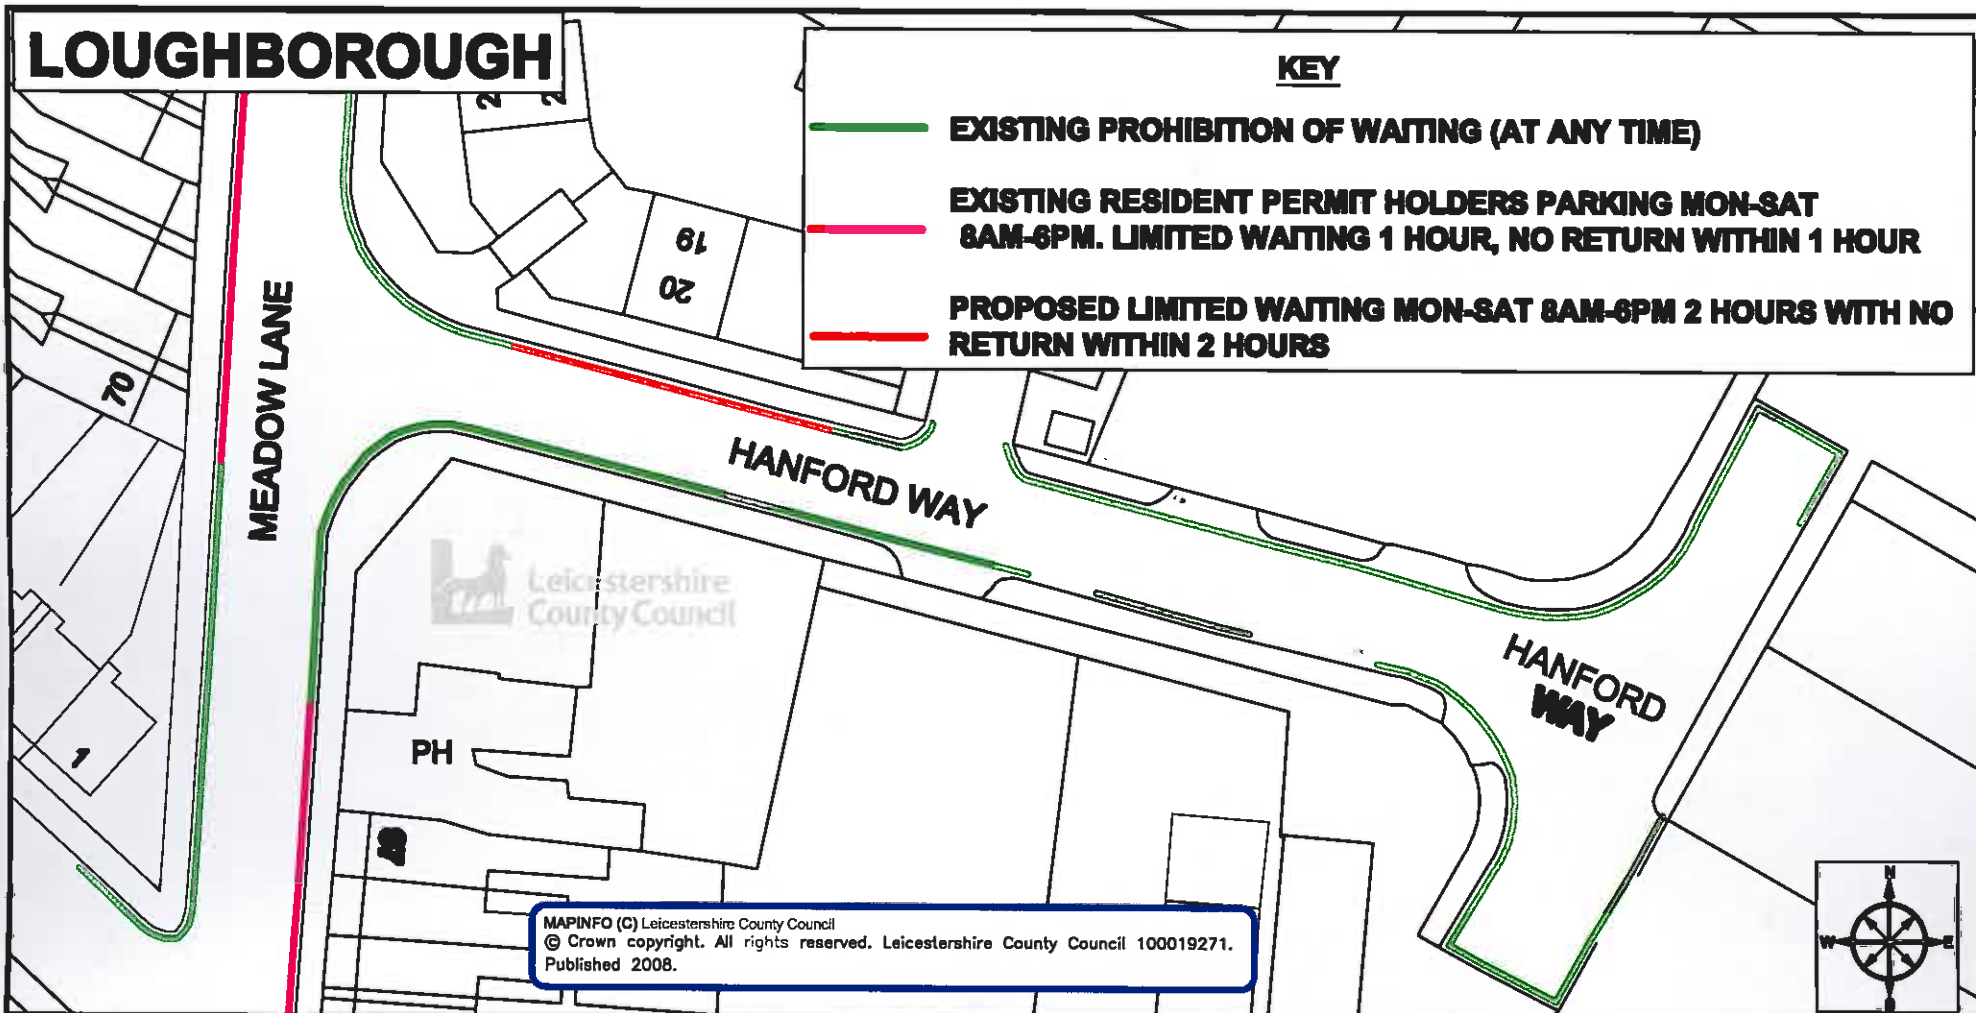 LOUGHBOROUGH
KEY
EXISTING PROHIBITION OF WAITING (AT ANY TIME)
EXISTING RESIDENT PERMIT HOLDERS PARKING MON-SAT
8AM-6PM. LIMITED WAITING 1 HOUR, NO RETURN WITHIN 1 HOUR
PROPOSED LIMITED WAITING MON-SAT 8AM-6PM 2 HOURS WITH NO
RETURN WITHIN 2 HOURS
19
20
70
MEADOW LANE
HANFORD WAY
Leicestershire
County Council
HANFORD
WAY
PH
1
MAPINFO (C) Leicestershire County Council
© Crown copyright. All rights reserved. Leicestershire County Council 100019271.
Published 2008.
N
W
E
S